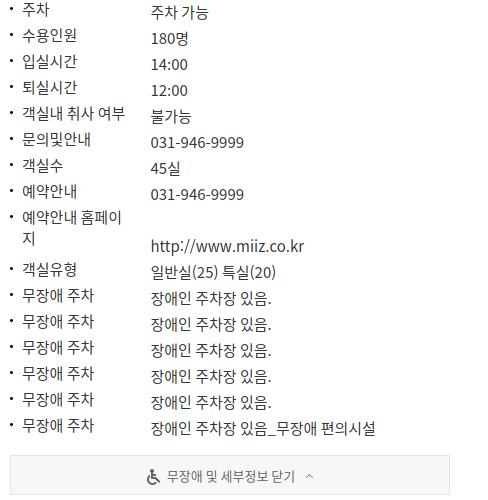 · 주차 주차 가능
· 수용인원 180명
· 입실시간 14:00
· 퇴실시간 12:00
· 객실내 취사 여부 불가능
· 문의및안내 031-946-9999
· 객실수 45실
· 예약안내 031-946-9999
· 예약안내 홈페이
지 http://www.miiz.co.kr
· 객실유형 일반실(25) 특실(20)
· 무장애 주차 장애인 주차장 있음.
· 무장애 주차 장애인 주차장 있음.
· 무장애 주차 장애인 주차장 있음.
· 무장애 주차 장애인 주차장 있음.
· 무장애 주차 장애인 주차장 있음.
· 무장애 주차 장애인 주차장 있음_무장애 편의시설
무장애 및 세부정보 닫기